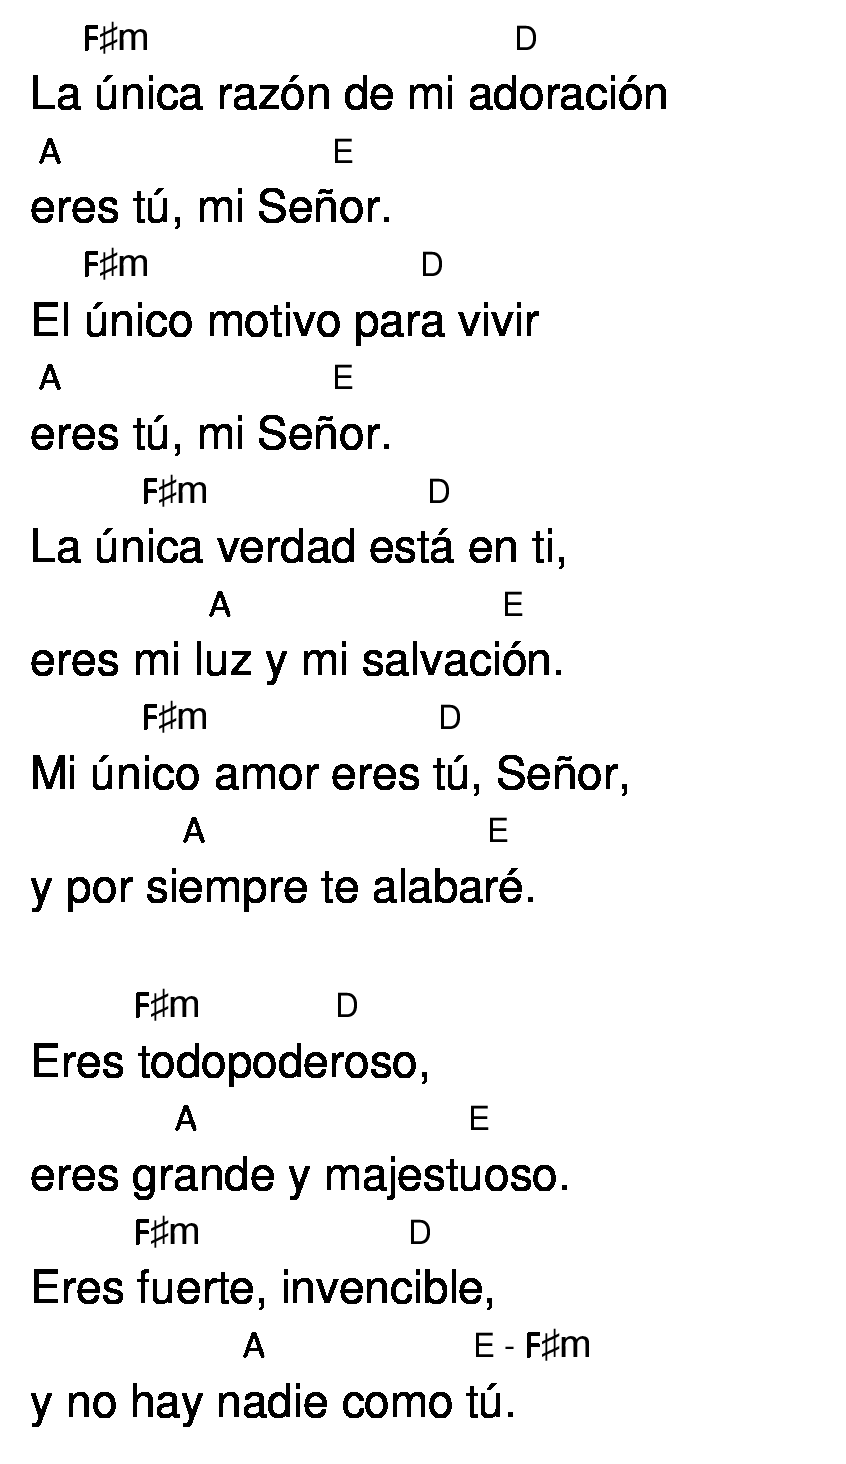 F♯m D
La única razón de mi adoración
A E
eres tú, mi Señor.
F♯m D
El único motivo para vivir
A E
eres tú, mi Señor.
F♯m D
La única verdad está en ti,
A E
eres mi luz y mi salvación.
F♯m D
Mi único amor eres tú, Señor,
A E
y por siempre te alabaré.
F♯m D
Eres todopoderoso,
A E
eres grande y majestuoso.
F♯m D
Eres fuerte, invencible,
A E - F♯m
y no hay nadie como tú.